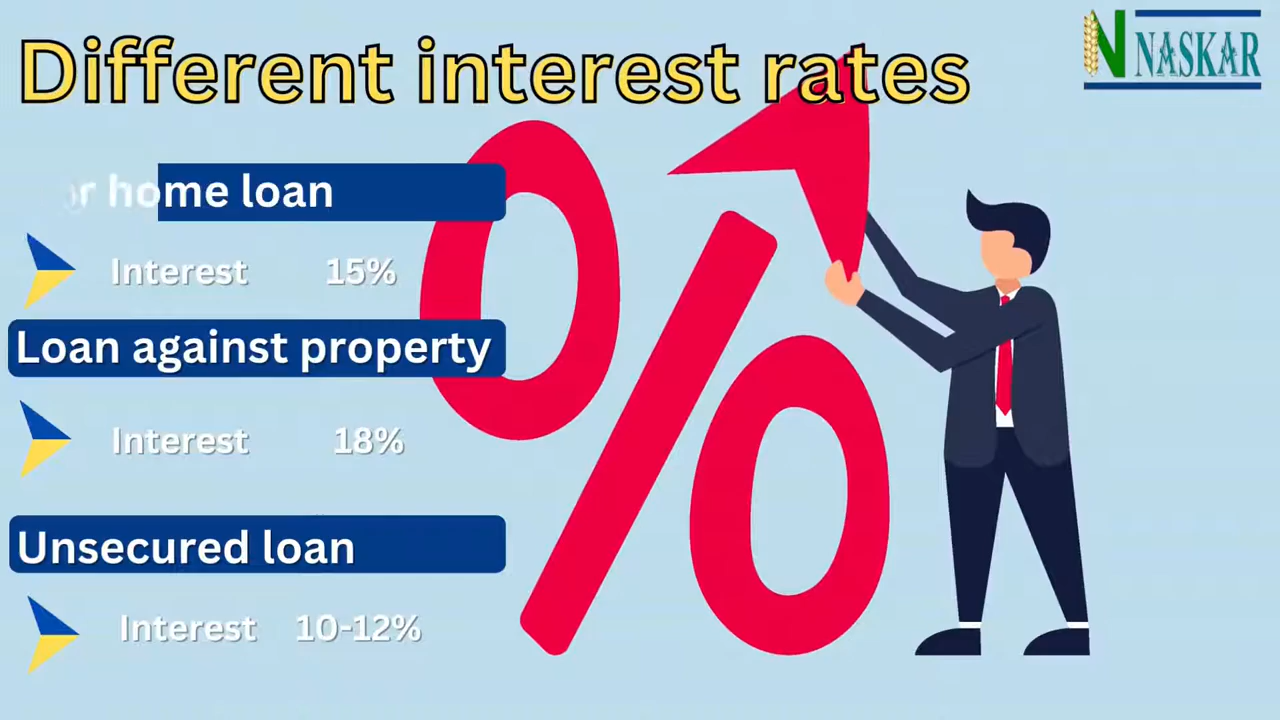 Different interest rates
NASKAR
r home loan
Interest 15%
Loan against property
Interest 18%
Unsecured loan
Interest 10-12%